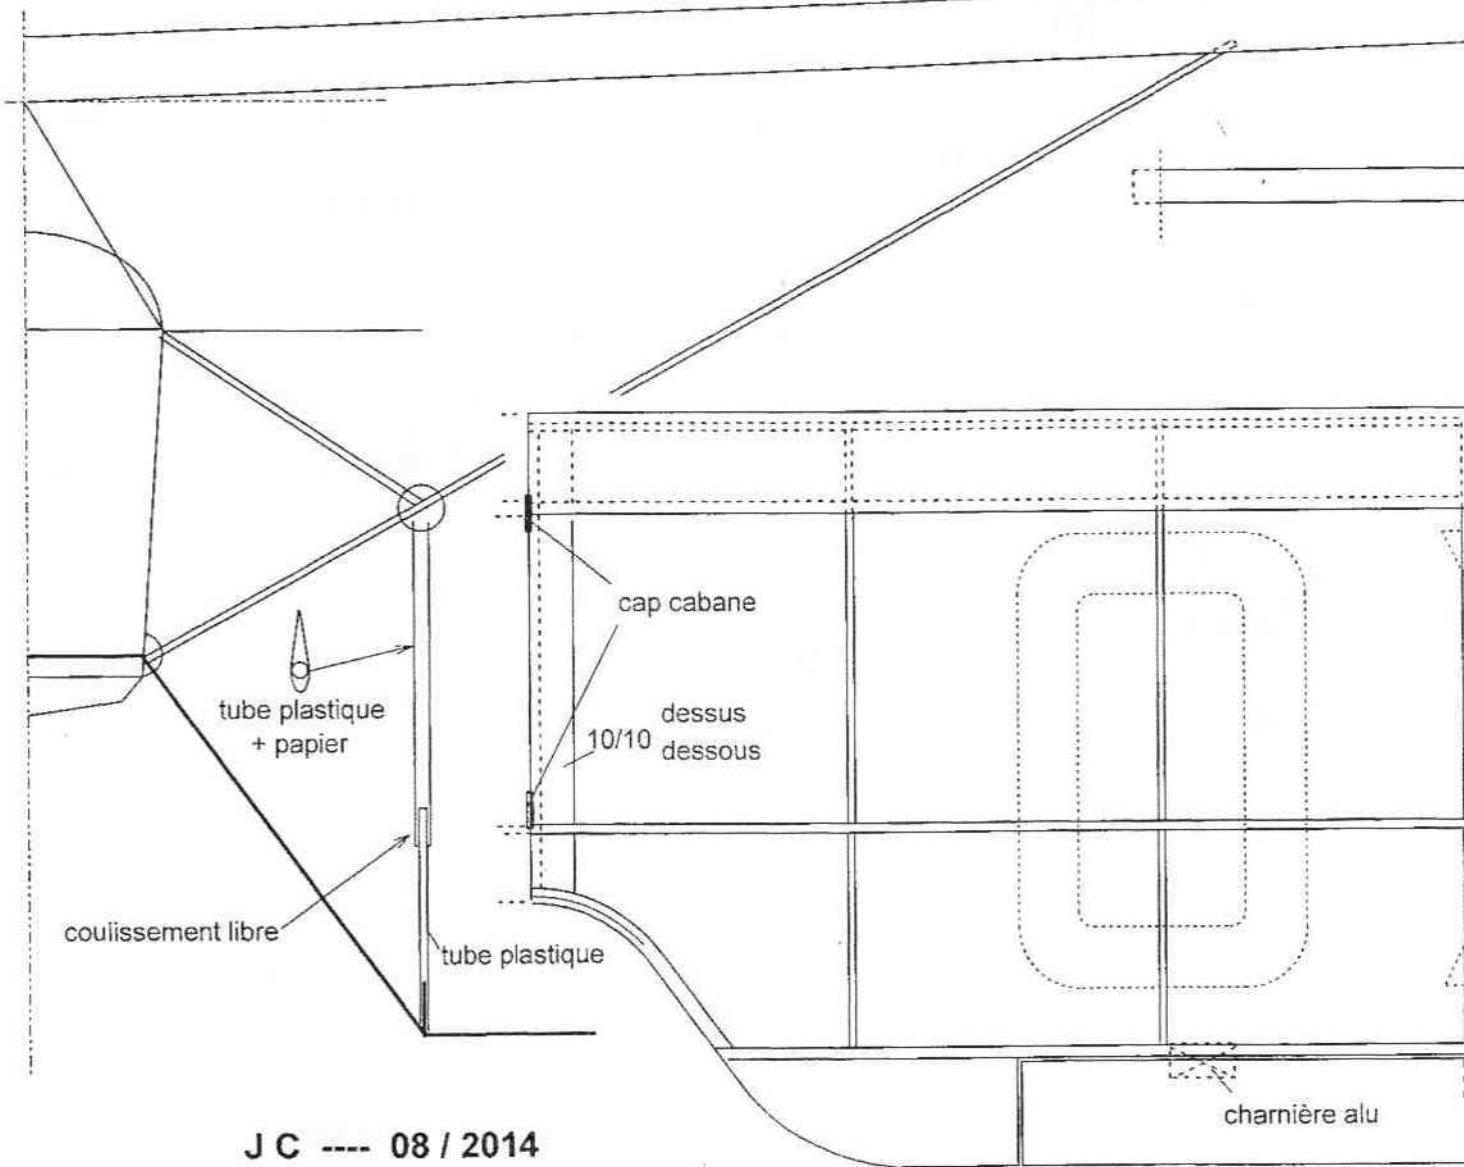 cap cabane
dessus
10/10 dessous
tube plastique
+ papier
coulissement libre
tube plastique
charnière alu
J C ---- 08 / 2014